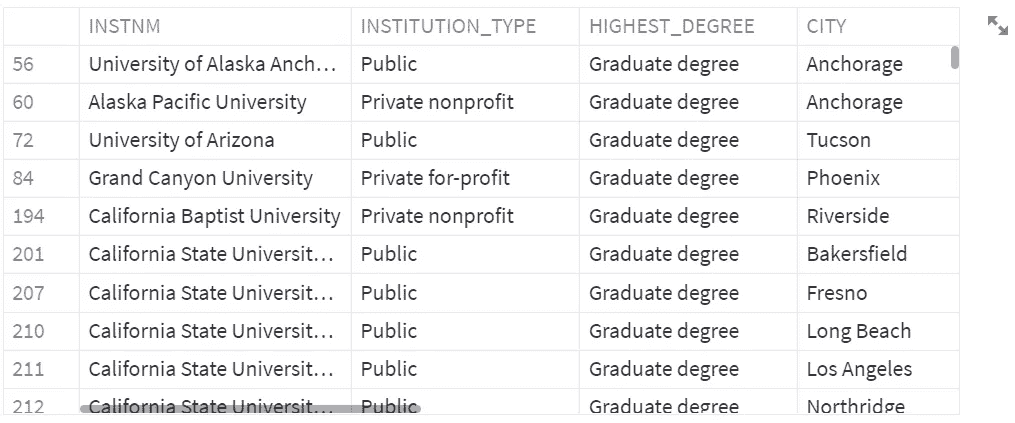 INSTNM INSTITUTION_TYPE HIGHEST_DEGREE CITY
56 University of Alaska Anch… Public Graduate degree Anchorage
60 Alaska Pacific University Private nonprofit Graduate degree Anchorage
72 University of Arizona Public Graduate degree Tucson
84 Grand Canyon University Private for-profit Graduate degree Phoenix
194 California Baptist University Private nonprofit Graduate degree Riverside
201 California State Universit… Public Graduate degree Bakersfield
207 California State Universit… Public Graduate degree Fresno
210 California State Universit… Public Graduate degree Long Beach
211 California State Universit… Public Graduate degree Los Angeles
212 California State Universit… Public Graduate degree Northridge